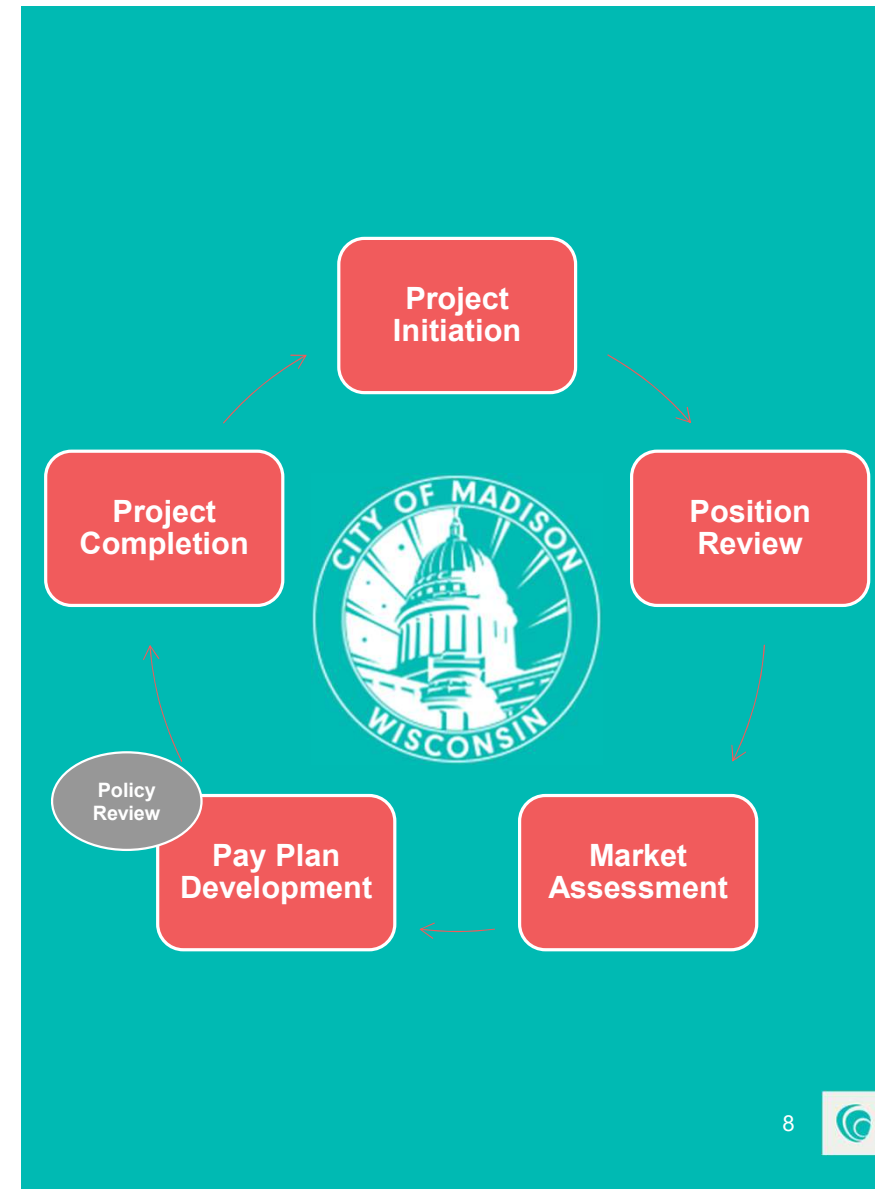 Project
Initiation
Position
Review
Market
Assessment
Pay Plan
Development
Policy
Review
Project
Completion
CITY OF MADISON
WISCONSIN
8